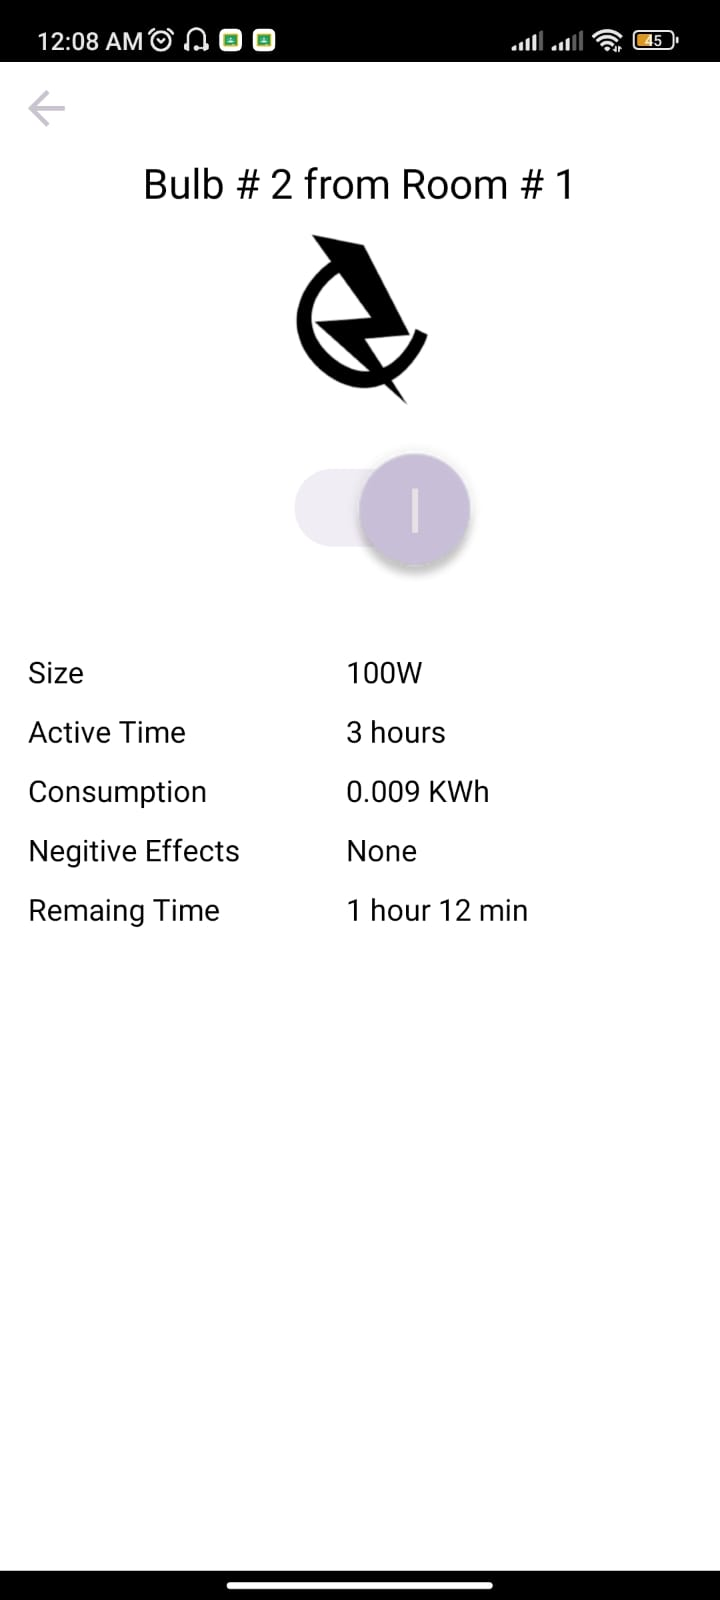 12:08 AM 45
Bulb # 2 from Room # 1
Size 100W
Active Time 3 hours
Consumption 0.009 KWh
Negitive Effects None
Remaing Time 1 hour 12 min